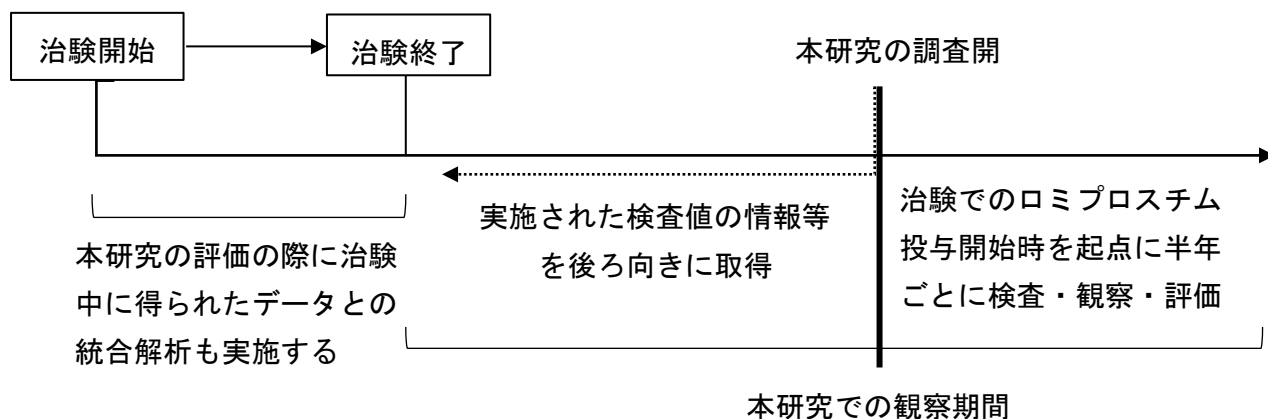 治験開始
治験終了
本研究の調査開
実施された検査値の情報等
を後ろ向きに取得
治験でのロミプロスチム
投与開始時を起点に半年
ごとに検査・観察・評価
本研究の評価の際に治験
中に得られたデータとの
統合解析も実施する
本研究での観察期間